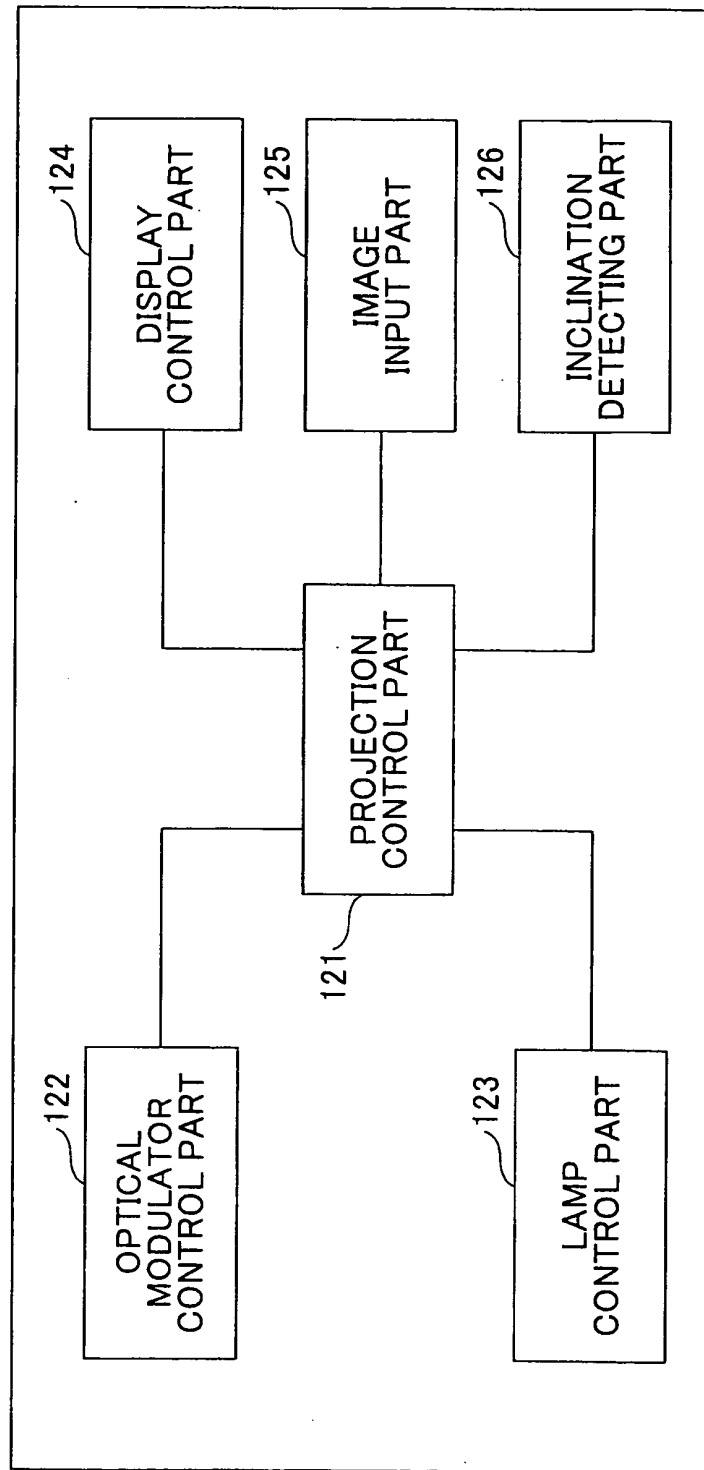 122
OPTICAL
MODULATOR
CONTROL PART
123
LAMP
CONTROL PART
121
PROJECTION
CONTROL PART
124
DISPLAY
CONTROL PART
125
IMAGE
INPUT PART
126
INCLINATION
DETECTING PART